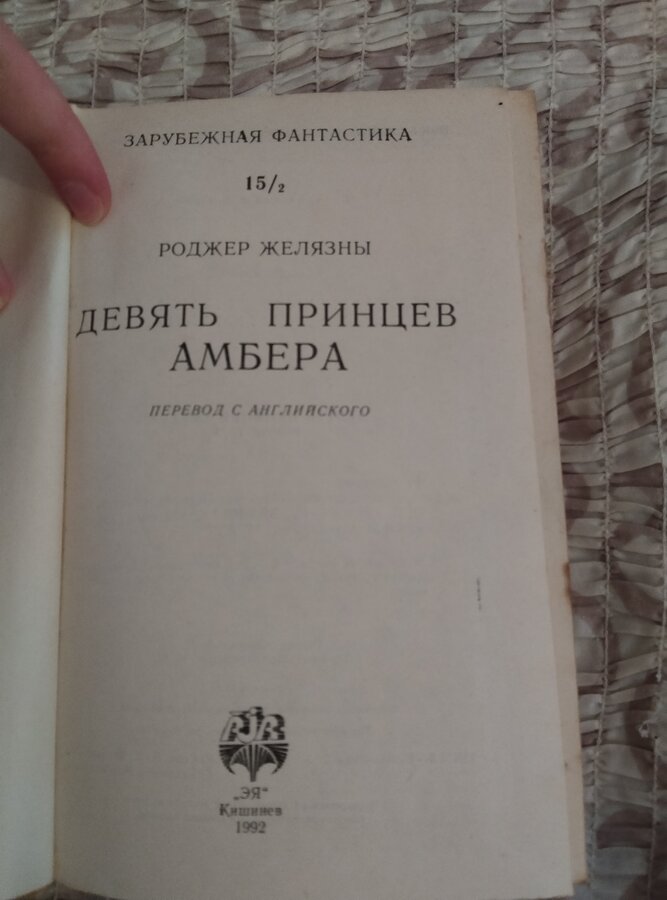 ЗАРУБЕЖНАЯ ФАНТАСТИКА
15/2
РОДЖЕР ЖЕЛЯЗНЫ
ДЕВЯТЬ ПРИНЦЕВ
АМБЕРА
ПЕРЕВОД С АНГЛИЙСКОГО
„ЭЯ“
Кишинев
1992